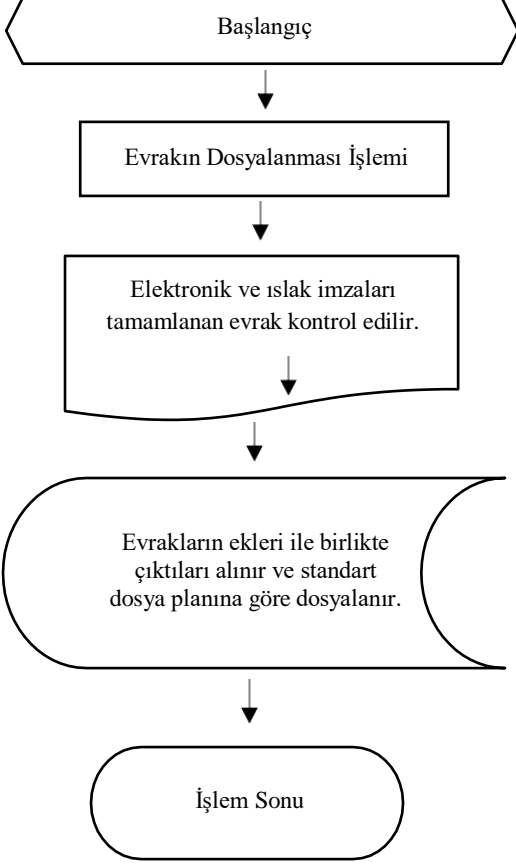 Başlangıç
Evrakın Dosyalanması İşlemi
Elektronik ve ıslak imzaları
tamamlanan evrak kontrol edilir.
Evrakların ekleri ile birlikte
çıktıları alınır ve standart
dosya planına göre dosyalanır.
İşlem Sonu